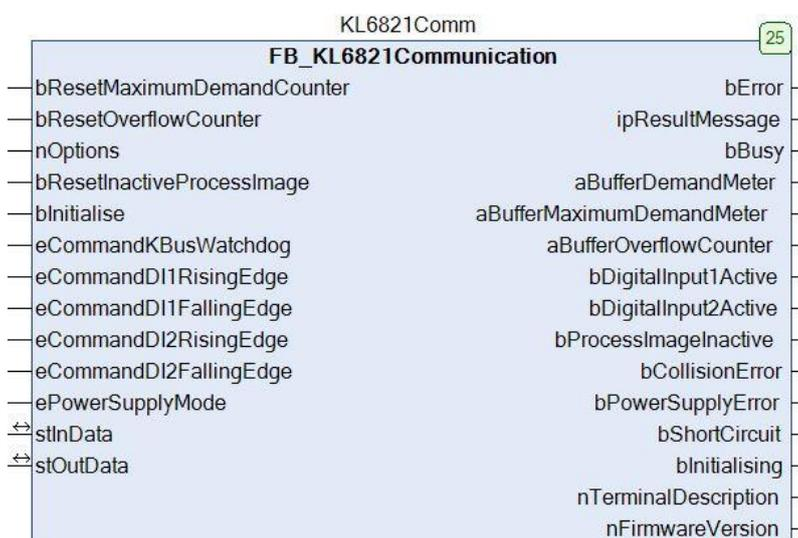 KL6821Comm
25
FB_KL6821Communication
bResetMaximumDemandCounter bError
bResetOverflowCounter ipResultMessage
nOptions bBusy
bResetInactiveProcessImage aBufferDemandMeter
bInitialise aBufferMaximumDemandMeter
eCommandKBusWatchdog aBufferOverflowCounter
eCommandDI1RisingEdge bDigitalInput1Active
eCommandDI1FallingEdge bDigitalInput2Active
eCommandDI2RisingEdge bProcessImageInactive
eCommandDI2FallingEdge bCollisionError
ePowerSupplyMode bPowerSupplyError
stInData bShortCircuit
stOutData bInitialising
nTerminalDescription
nFirmwareVersion